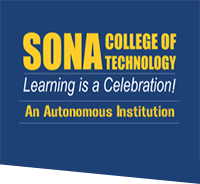 SONA COLLEGE OF
TECHNOLOGY
Learning is a Celebration!
An Autonomous Institution